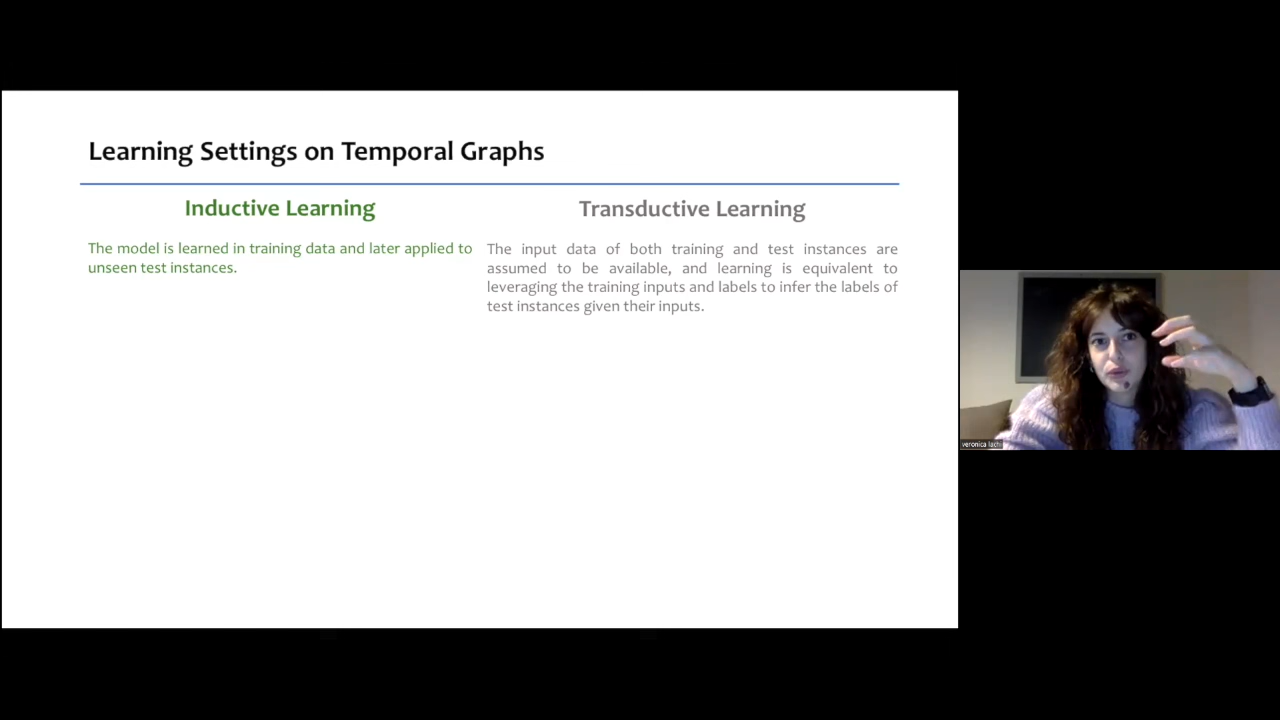 Learning Settings on Temporal Graphs
Inductive Learning
The model is learned in training data and later applied to
unseen test instances.
Transductive Learning
The input data of both training and test instances are
assumed to be available, and learning is equivalent to
leveraging the training inputs and labels to infer the labels of
test instances given their inputs.
veronica lachi